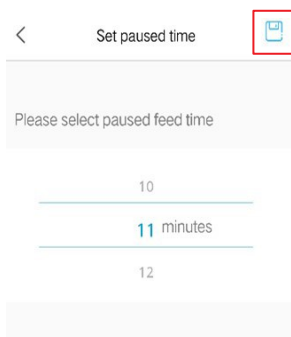 Set paused time
Please select paused feed time
10
11 minutes
12